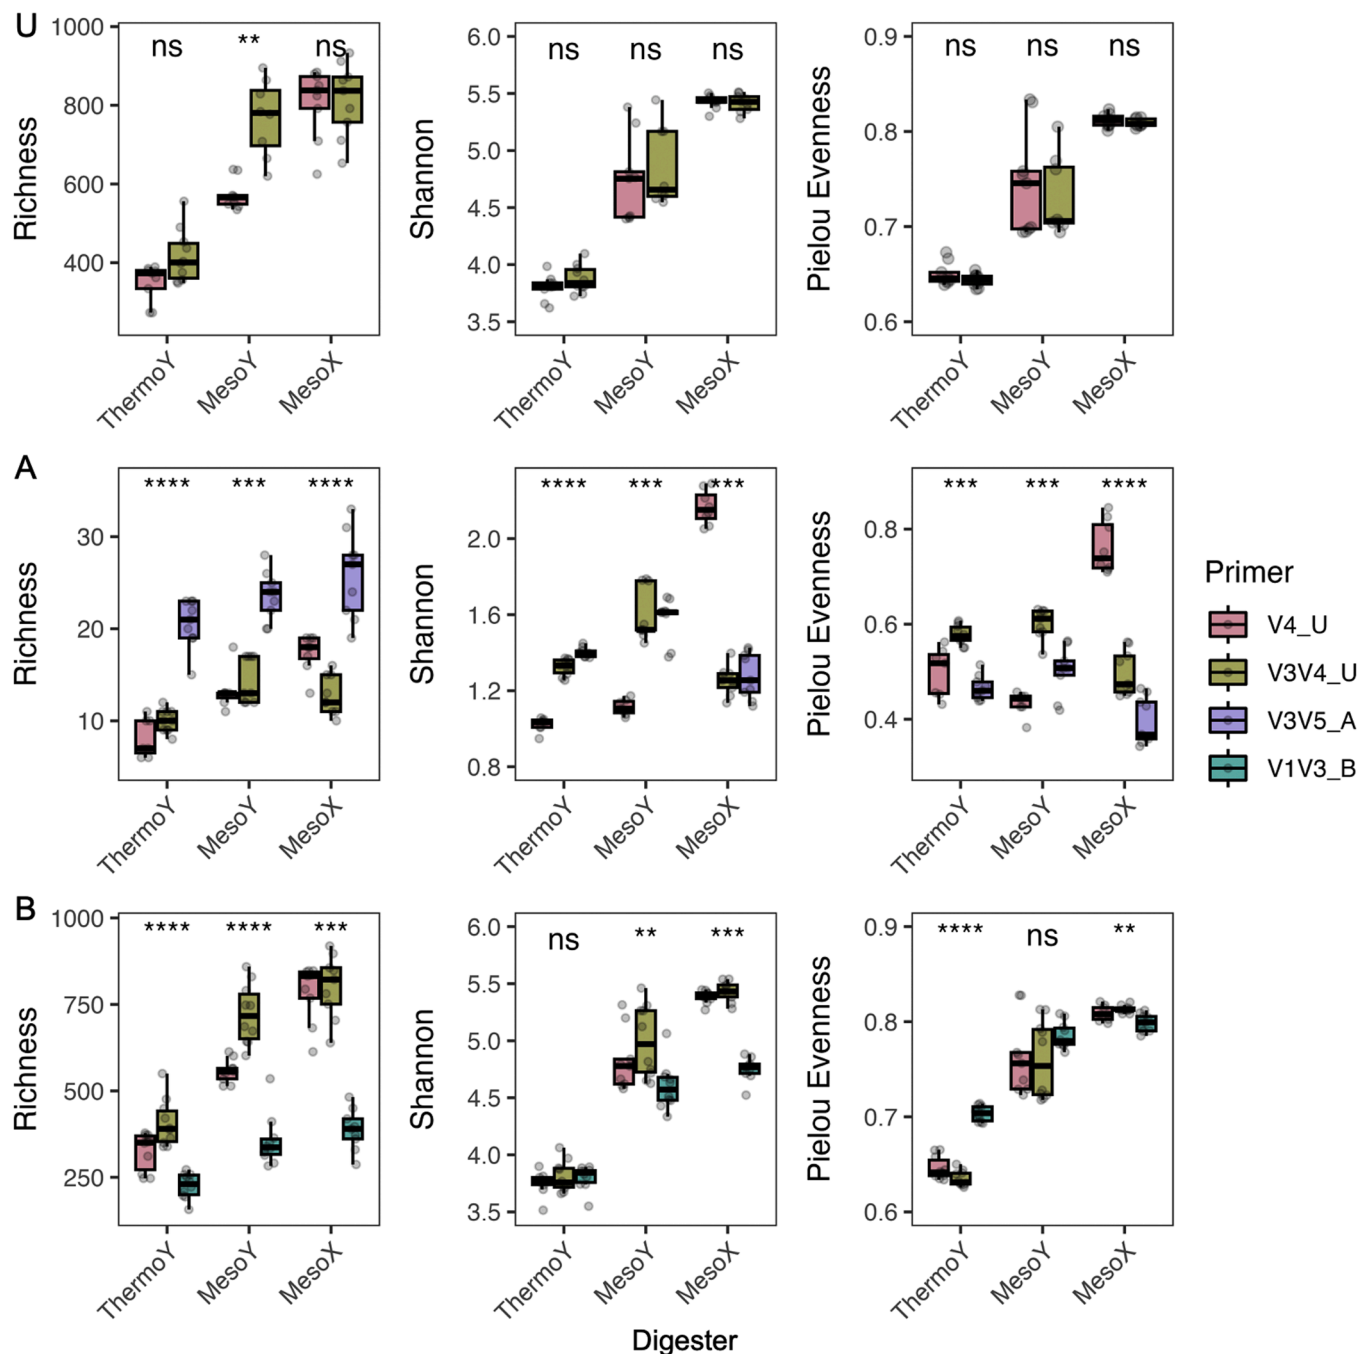 U
Richness
1000
800
600
400
ns
**
ns
ThermoY
MesoY
MesoX
Shannon
6.0
5.5
5.0
4.5
4.0
3.5
ns
ns
ns
ThermoY
MesoY
MesoX
Pielou Evenness
0.9
0.8
0.7
0.6
ns
ns
ns
ThermoY
MesoY
MesoX
A
Richness
30
20
10
****
***
****
ThermoY
MesoY
MesoX
Shannon
2.0
1.6
1.2
0.8
****
***
***
ThermoY
MesoY
MesoX
Pielou Evenness
0.8
0.6
0.4
***
***
****
ThermoY
MesoY
MesoX
Primer
V4_U
V3V4_U
V3V5_A
V1V3_B
B
Richness
1000
750
500
250
****
****
***
ThermoY
MesoY
MesoX
Shannon
6.0
5.5
5.0
4.5
4.0
3.5
ns
**
***
ThermoY
MesoY
MesoX
Pielou Evenness
0.9
0.8
0.7
0.6
****
ns
**
ThermoY
MesoY
MesoX
Digester